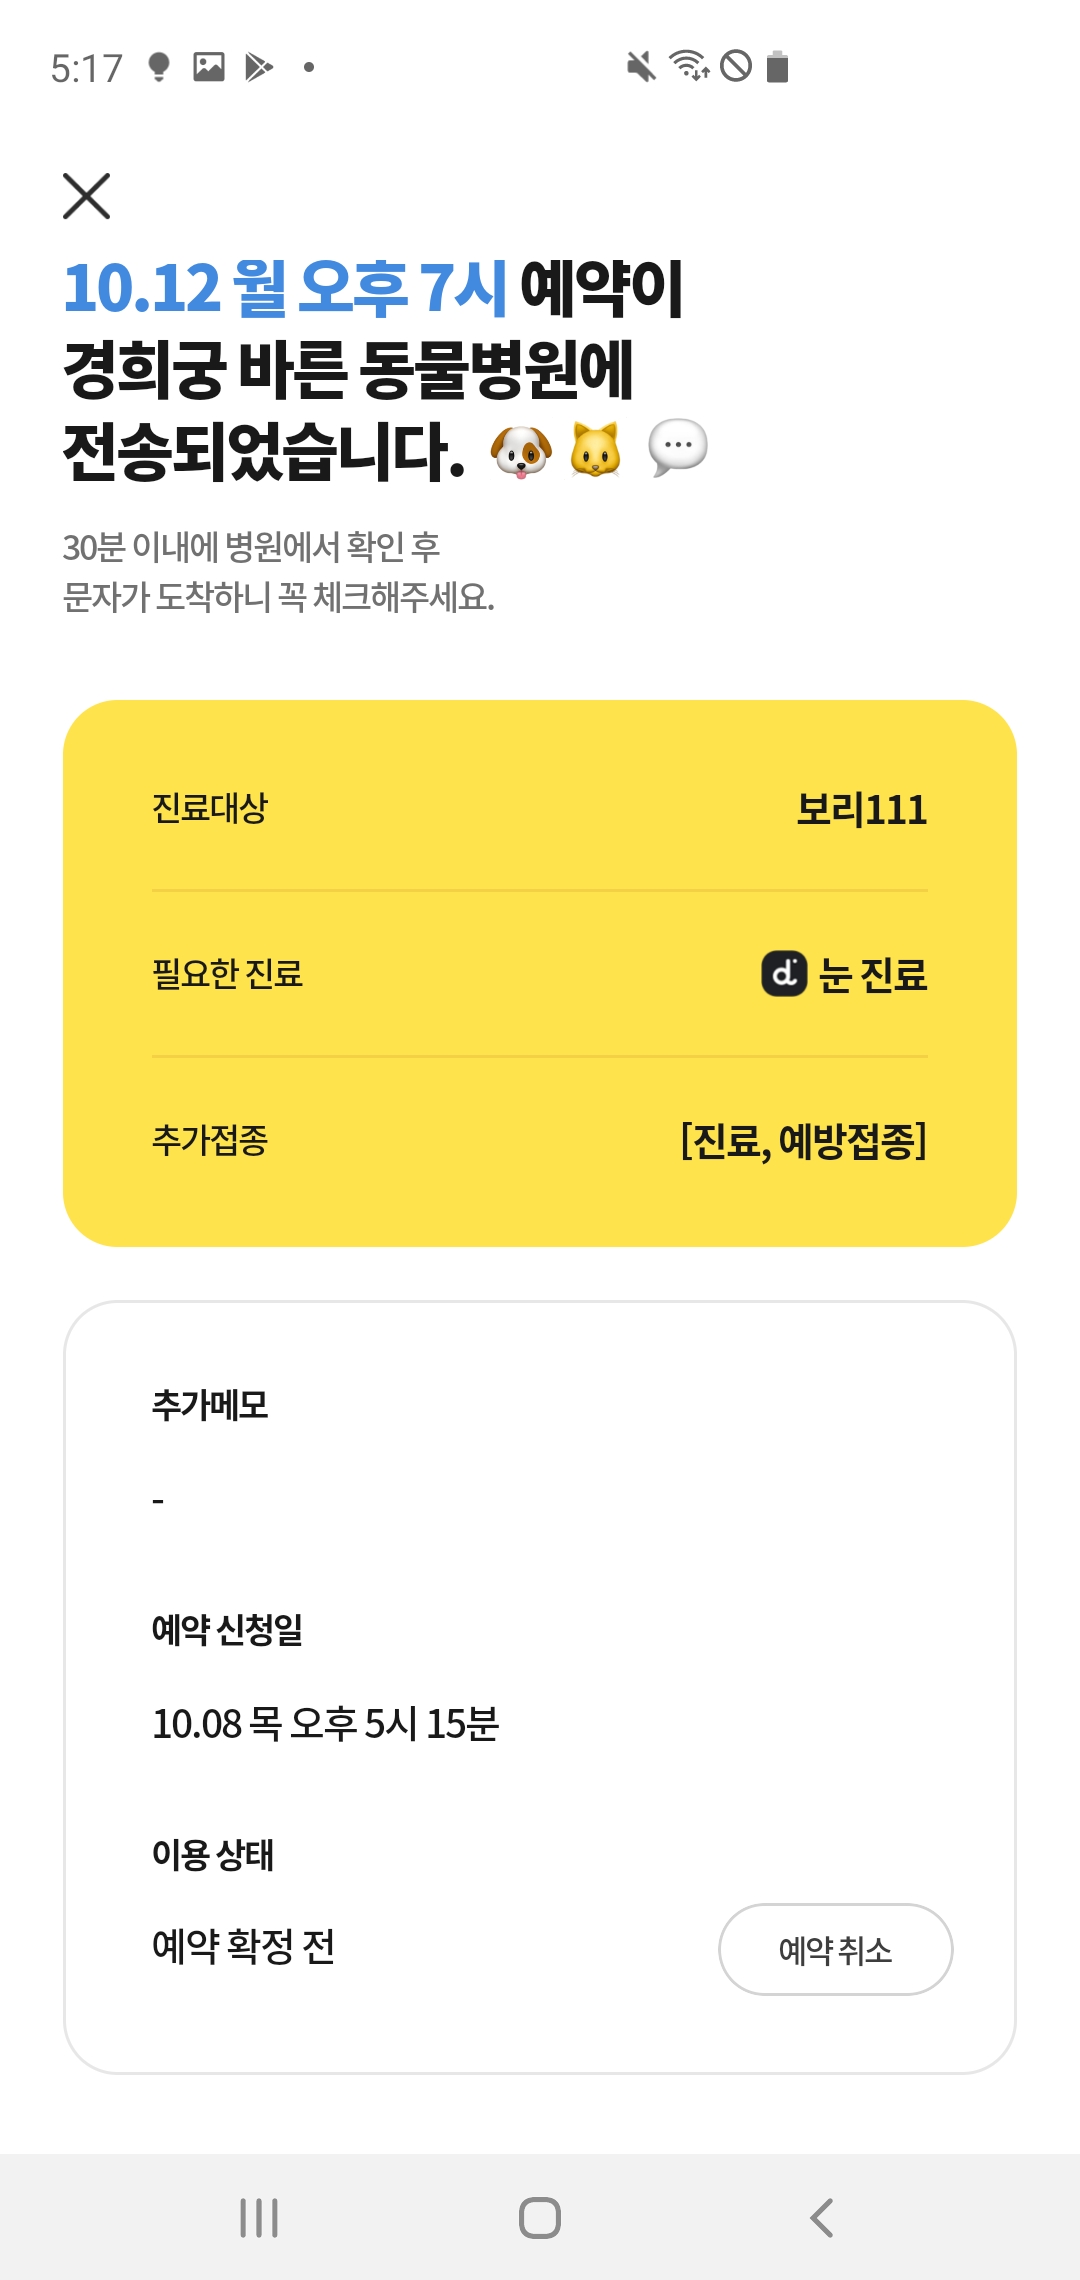 5:17
10.12 월 오후 7시 예약이
경희궁 바른 동물병원에
전송되었습니다. 🐶 🐱 💬
30분 이내에 병원에서 확인 후
문자가 도착하니 꼭 체크해주세요.
진료대상 보리111
필요한 진료 d 눈 진료
추가접종 [진료, 예방접종]
추가메모
-
예약 신청일
10.08 목 오후 5시 15분
이용 상태
예약 확정 전 예약 취소